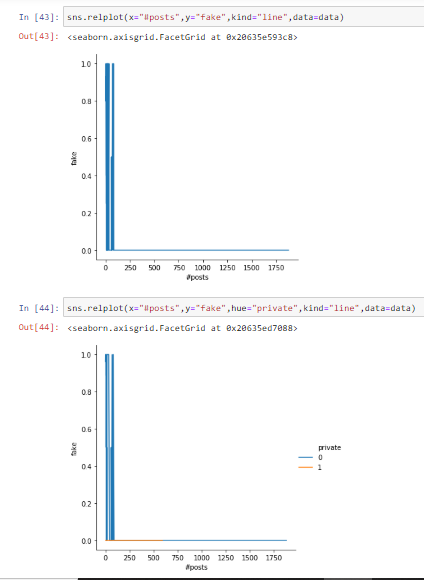 In [43]: sns.relplot(x="#posts",y="fake",kind="line",data=data)
Out[43]: <seaborn.axisgrid.FacetGrid at 0x20635e593c8>
1.0
0.8
0.6
0.4
0.2
0.0
fake
0 250 500 750 1000 1250 1500 1750
#posts
In [44]: sns.relplot(x="#posts",y="fake",hue="private",kind="line",data=data)
Out[44]: <seaborn.axisgrid.FacetGrid at 0x20635ed7088>
1.0
0.8
0.6
0.4
0.2
0.0
fake
private
0
1
0 250 500 750 1000 1250 1500 1750
#posts